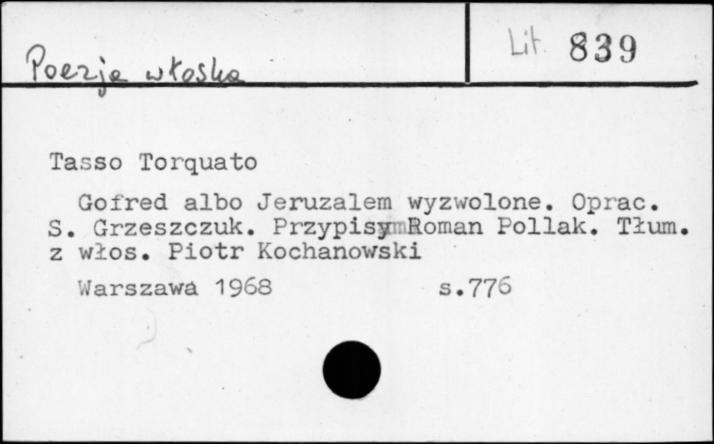 Lit. 839
Poezja włoska
Tasso Torquato
Gofred albo Jeruzalem wyzwolone. Oprac.
S. Grzeszczuk. Przypisy Roman Pollak. Tłum.
z włos. Piotr Kochanowski
Warszawa 1968 s.776